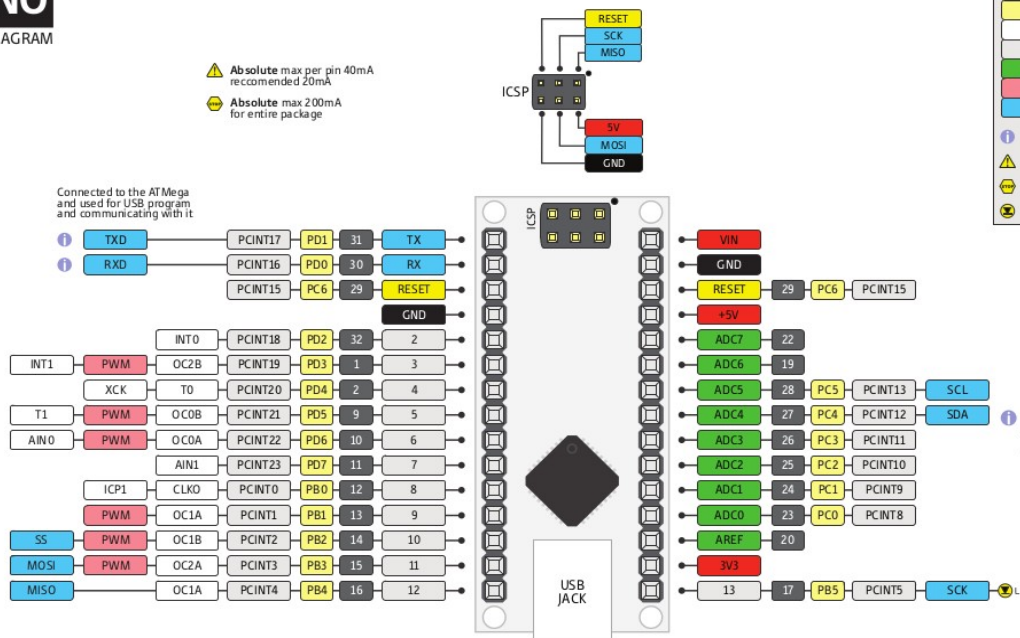 NO
AGRAM
Absolute max per pin 40mA
reccomended 20mA
Absolute max 200mA
for entire package
RESET
SCK
MISO
ICSP
5V
MOSI
GND
Connected to the ATMega
and used for USB program
and communicating with it
ICSP
TXD PCINT17 PD1 31 TX VIN
RXD PCINT16 PD0 30 RX GND
PCINT15 PC6 29 RESET RESET 29 PC6 PCINT15
GND +5V
INT0 PCINT18 PD2 32 2 ADC7 22
INT1 PWM OC2B PCINT19 PD3 1 3 ADC6 19
XCK T0 PCINT20 PD4 2 4 ADC5 28 PC5 PCINT13 SCL
T1 PWM OC0B PCINT21 PD5 9 5 ADC4 27 PC4 PCINT12 SDA
AIN0 PWM OC0A PCINT22 PD6 10 6 ADC3 26 PC3 PCINT11
AIN1 PCINT23 PD7 11 7 ADC2 25 PC2 PCINT10
ICP1 CLKO PCINT0 PB0 12 8 ADC1 24 PC1 PCINT9
PWM OC1A PCINT1 PB1 13 9 ADC0 23 PC0 PCINT8
SS PWM OC1B PCINT2 PB2 14 10 AREF 20
MOSI PWM OC2A PCINT3 PB3 15 11 3V3
MISO OC1A PCINT4 PB4 16 12 13 17 PB5 PCINT5 SCK L
USB
JACK